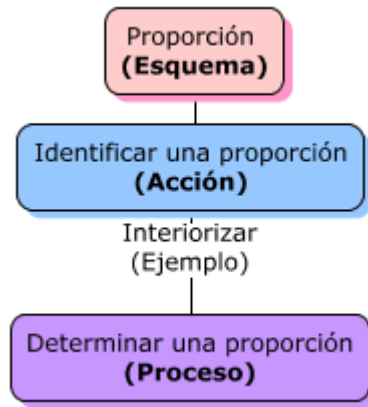 Proporción
(Esquema)
Identificar una proporción
(Acción)
Interiorizar
(Ejemplo)
Determinar una proporción
(Proceso)